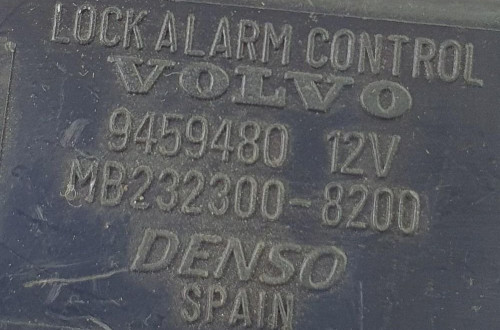 LOCK ALARM CONTROL
VOLVO
9459480 12V
MB232300-8200
DENSO
SPAIN